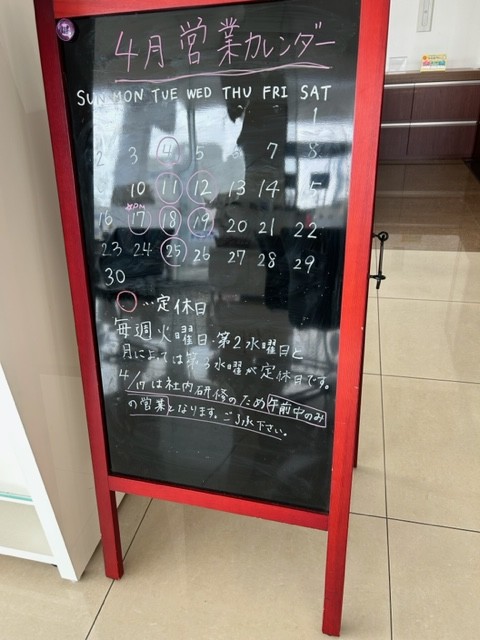 4月営業カレンダー
SUN MON TUE WED THU FRI SAT
1
2 3 4 5 7 8
10 11 12 13 14 5
16 17 18 19 20 21 22
23 24 25 26 27 28 29
30
○…定休日
毎週火曜日・第2水曜日と
月によっては第3水曜が定休日です。
4/17は社内研修のため午前中のみ
の営業となります。ご了承下さい。